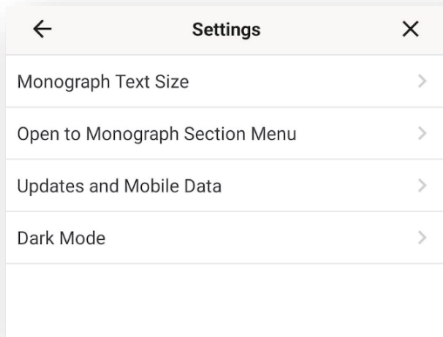 Settings
Monograph Text Size
Open to Monograph Section Menu
Updates and Mobile Data
Dark Mode